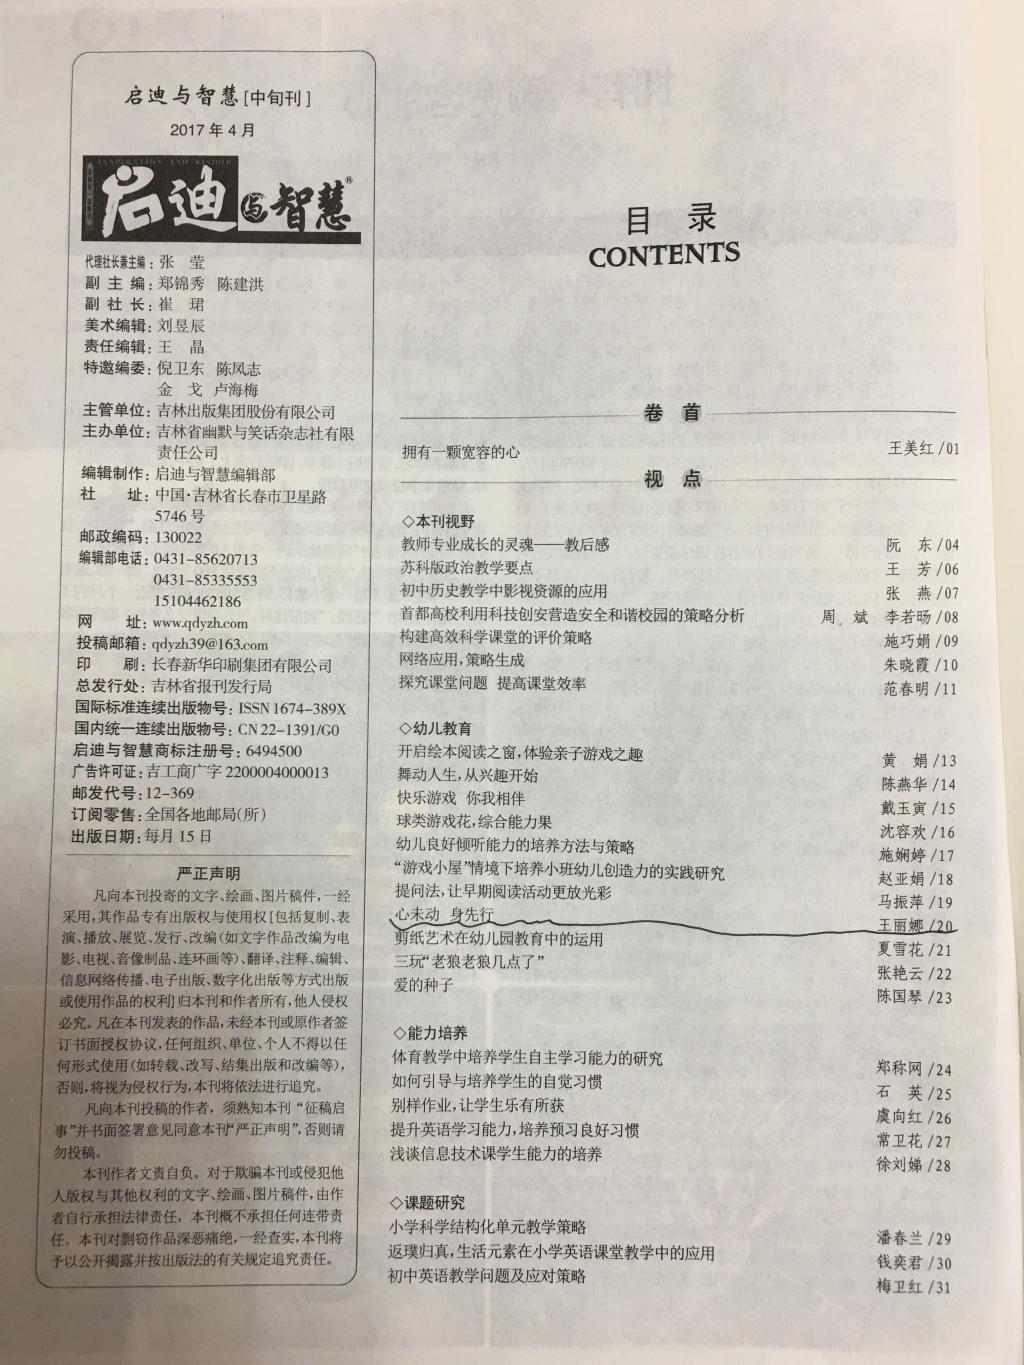 启迪与智慧[中旬刊]
2017年4月
INSPIRATION AND WISDOM
启迪与智慧®
代理社长兼主编：张 莹
副 主 编：郑锦秀 陈建洪
副 社 长：崔 珺
美术编辑：刘昱辰
责任编辑：王 晶
特邀编委：倪卫东 陈凤志
金 戈 卢海梅
主管单位：吉林出版集团股份有限公司
主办单位：吉林省幽默与笑话杂志社有限
责任公司
编辑制作：启迪与智慧编辑部
社 址：中国·吉林省长春市卫星路
5746号
邮政编码：130022
编辑部电话：0431-85620713
0431-85335553
15104462186
网 址：www.qdyzh.com
投稿邮箱：qdyzh39@163.com
印 刷：长春新华印刷集团有限公司
总发行处：吉林省报刊发行局
国际标准连续出版物号：ISSN 1674-389X
国内统一连续出版物号：CN 22-1391/G0
启迪与智慧商标注册号：6494500
广告许可证：吉工商广字 2200004000013
邮发代号：12-369
订阅零售：全国各地邮局(所)
出版日期：每月15日
严正声明
凡向本刊投寄的文字、绘画、图片稿件，一经
采用，其作品专有出版权与使用权[包括复制、表
演、播放、展览、发行、改编(如文字作品改编为电
影、电视、音像制品、连环画等)、翻译、注释、编辑、
信息网络传播、电子出版、数字化出版等方式出版
或使用作品的权利]归本刊和作者所有，他人侵权
必究。凡在本刊发表的作品，未经本刊或原作者签
订书面授权协议，任何组织、单位、个人不得以任
何形式使用(如转载、改写、结集出版和改编等)，
否则，将视为侵权行为，本刊将依法进行追究。
凡向本刊投稿的作者，须熟知本刊“征稿启
事”并书面签署意见同意本刊“严正声明”，否则请
勿投稿。
本刊作者文责自负。对于欺骗本刊或侵犯他
人版权与其他权利的文字、绘画、图片稿件，由作
者自行承担法律责任，本刊概不承担任何连带责
任。本刊对剽窃作品深恶痛绝，一经查实，本刊将
予以公开揭露并按出版法的有关规定追究责任。
目 录
CONTENTS
卷 首
拥有一颗宽容的心 王美红/01
视 点
◇本刊视野
教师专业成长的灵魂——教后感 阮 东/04
苏科版政治教学要点 王 芳/06
初中历史教学中影视资源的应用 张 燕/07
首都高校利用科技创安营造安全和谐校园的策略分析 周 斌 李若旸/08
构建高效科学课堂的评价策略 施巧娟/09
网络应用，策略生成 朱晓霞/10
探究课堂问题 提高课堂效率 范春明/11
◇幼儿教育
开启绘本阅读之窗，体验亲子游戏之趣 黄 娟/13
舞动人生，从兴趣开始 陈燕华/14
快乐游戏 你我相伴 戴玉寅/15
球类游戏花，综合能力果 沈容欢/16
幼儿良好倾听能力的培养方法与策略 施娴婷/17
“游戏小屋”情境下培养小班幼儿创造力的实践研究 赵亚娟/18
提问法，让早期阅读活动更放光彩 马振萍/19
心未动 身先行 王丽娜/20
剪纸艺术在幼儿园教育中的运用 夏雪花/21
三玩“老狼老狼几点了” 张艳云/22
爱的种子 陈国琴/23
◇能力培养
体育教学中培养学生自主学习能力的研究 郑称网/24
如何引导与培养学生的自觉习惯 石 英/25
别样作业，让学生乐有所获 虞向红/26
提升英语学习能力，培养预习良好习惯 常卫花/27
浅谈信息技术课学生能力的培养 徐刘娣/28
◇课题研究
小学科学结构化单元教学策略 潘春兰/29
返璞归真，生活元素在小学英语课堂教学中的应用 钱奕君/30
初中英语教学问题及应对策略 梅卫红/31